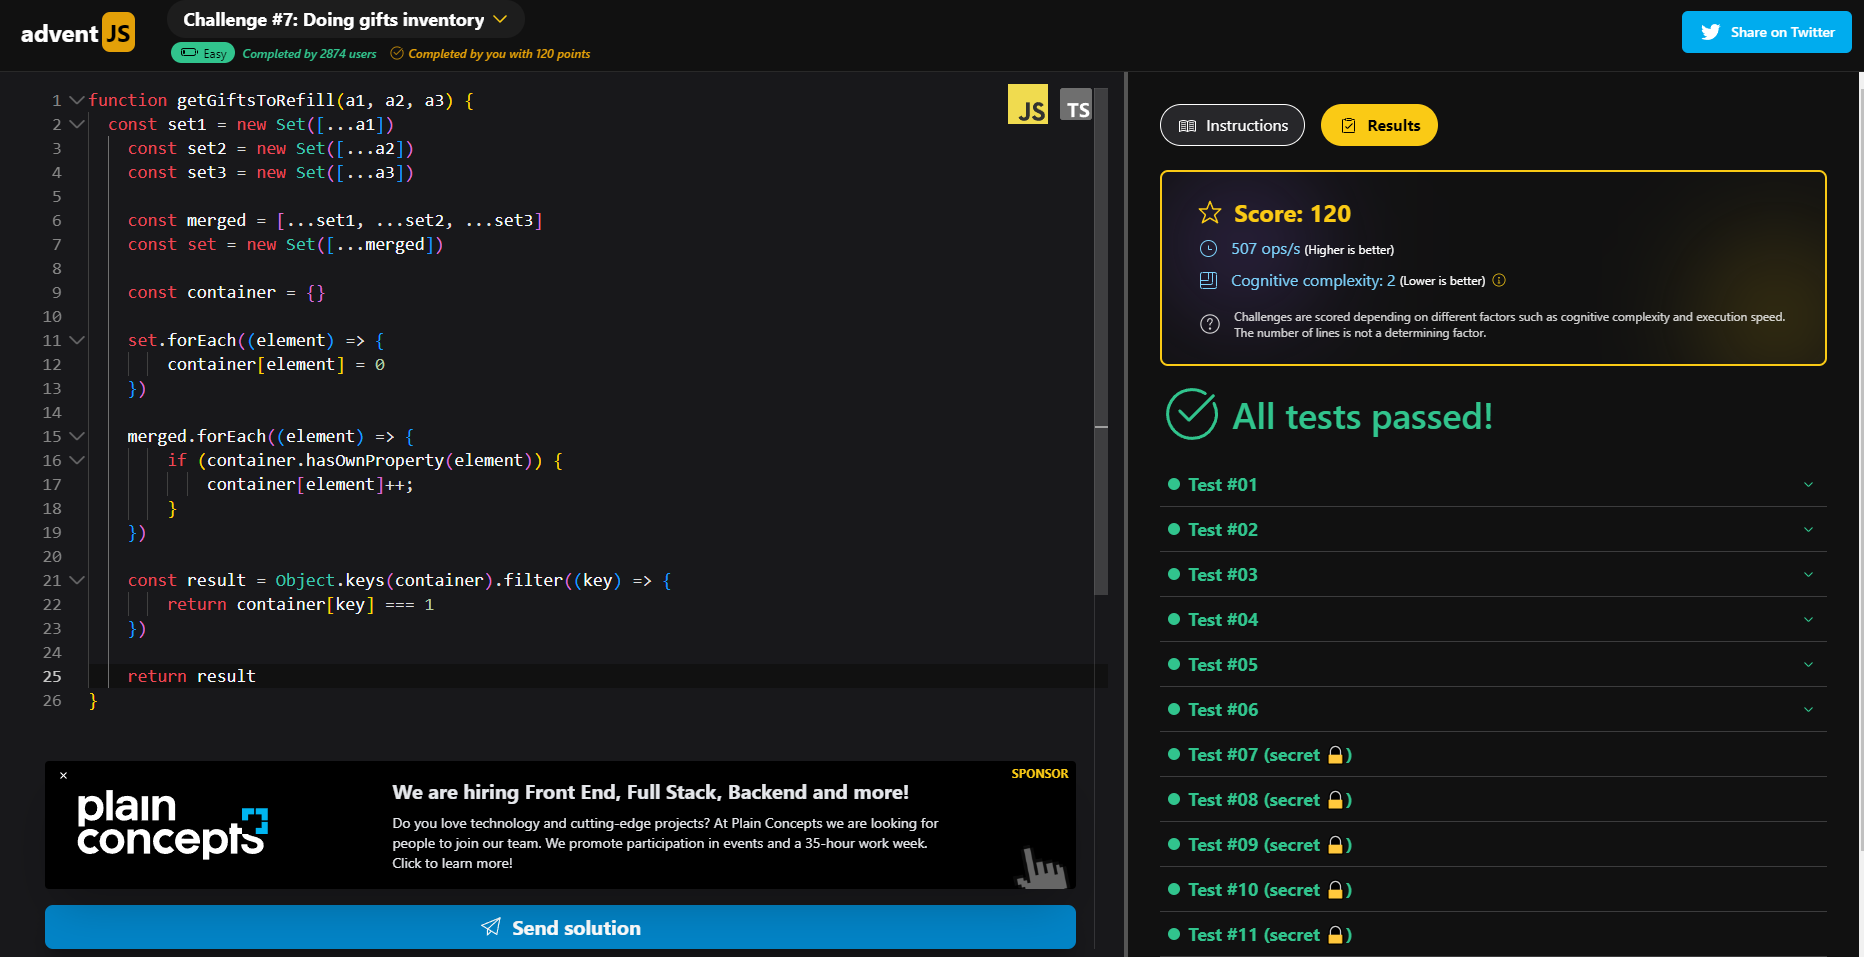 advent JS
Challenge #7: Doing gifts inventory
Easy Completed by 2874 users Completed by you with 120 points
Share on Twitter
JS TS
1 function getGiftsToRefill(a1, a2, a3) {
2 const set1 = new Set([...a1])
3 const set2 = new Set([...a2])
4 const set3 = new Set([...a3])
5
6 const merged = [...set1, ...set2, ...set3]
7 const set = new Set([...merged])
8
9 const container = {}
10
11 set.forEach((element) => {
12 container[element] = 0
13 })
14
15 merged.forEach((element) => {
16 if (container.hasOwnProperty(element)) {
17 container[element]++;
18 }
19 })
20
21 const result = Object.keys(container).filter((key) => {
22 return container[key] === 1
23 })
24
25 return result
26 }
×
plain
concepts
SPONSOR
We are hiring Front End, Full Stack, Backend and more!
Do you love technology and cutting-edge projects? At Plain Concepts we are looking for
people to join our team. We promote participation in events and a 35-hour work week.
Click to learn more!
Send solution
Instructions
Results
Score: 120
507 ops/s (Higher is better)
Cognitive complexity: 2 (Lower is better)
Challenges are scored depending on different factors such as cognitive complexity and execution speed.
The number of lines is not a determining factor.
All tests passed!
Test #01
Test #02
Test #03
Test #04
Test #05
Test #06
Test #07 (secret 🔒)
Test #08 (secret 🔒)
Test #09 (secret 🔒)
Test #10 (secret 🔒)
Test #11 (secret 🔒)